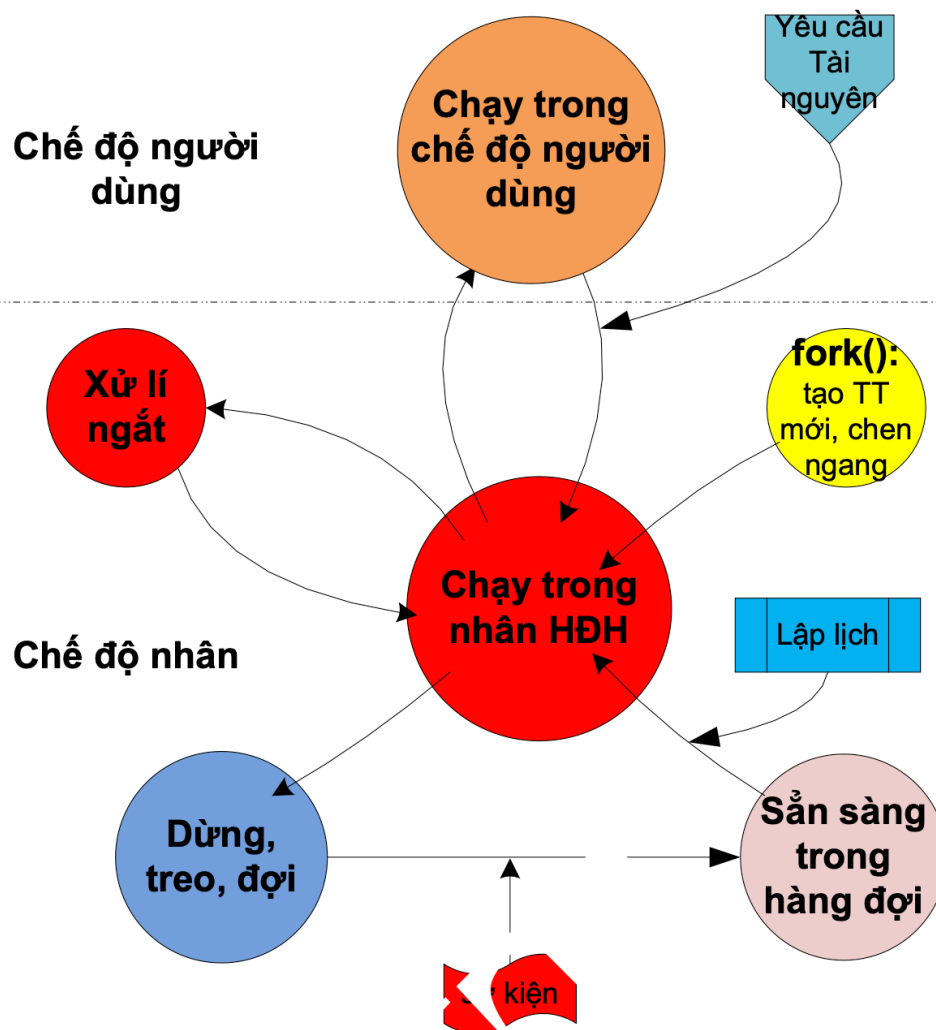 Yêu cầu
Tài
nguyên
Chạy trong
chế độ người
dùng
Chế độ người
dùng
fork():
tạo TT
mới, chen
ngang
Xử lí
ngắt
Chạy trong
nhân HĐH
Lập lịch
Chế độ nhân
Dừng,
treo, đợi
Sẳn sàng
trong
hàng đợi
kiện